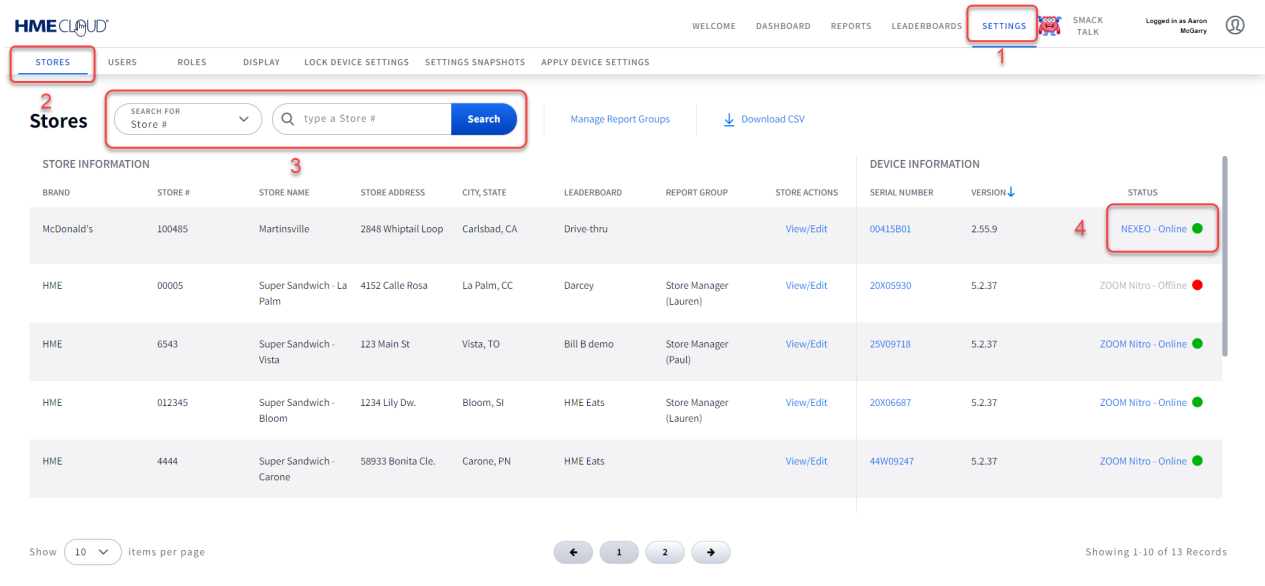 HME CLOUD®
WELCOME DASHBOARD REPORTS LEADERBOARDS SETTINGS SMACK TALK Logged in as Aaron McGarry
1
STORES USERS ROLES DISPLAY LOCK DEVICE SETTINGS SETTINGS SNAPSHOTS APPLY DEVICE SETTINGS
2
Stores SEARCH FOR Store # type a Store # Search Manage Report Groups Download CSV
3
STORE INFORMATION DEVICE INFORMATION
BRAND STORE # STORE NAME STORE ADDRESS CITY, STATE LEADERBOARD REPORT GROUP STORE ACTIONS SERIAL NUMBER VERSION STATUS
McDonald's 100485 Martinsville 2848 Whiptail Loop Carlsbad, CA Drive-thru View/Edit 00415B01 2.55.9 4 NEXEO - Online
HME 00005 Super Sandwich - La Palm 4152 Calle Rosa La Palm, CC Darcey Store Manager (Lauren) View/Edit 20X05930 5.2.37 ZOOM Nitro - Offline
HME 6543 Super Sandwich - Vista 123 Main St Vista, TO Bill B demo Store Manager (Paul) View/Edit 25V09718 5.2.37 ZOOM Nitro - Online
HME 012345 Super Sandwich - Bloom 1234 Lily Dw. Bloom, SI HME Eats Store Manager (Lauren) View/Edit 20X06687 5.2.37 ZOOM Nitro - Online
HME 4444 Super Sandwich - Carone 58933 Bonita Cle. Carone, PN HME Eats View/Edit 44W09247 5.2.37 ZOOM Nitro - Online
Show 10 items per page 1 2 Showing 1-10 of 13 Records